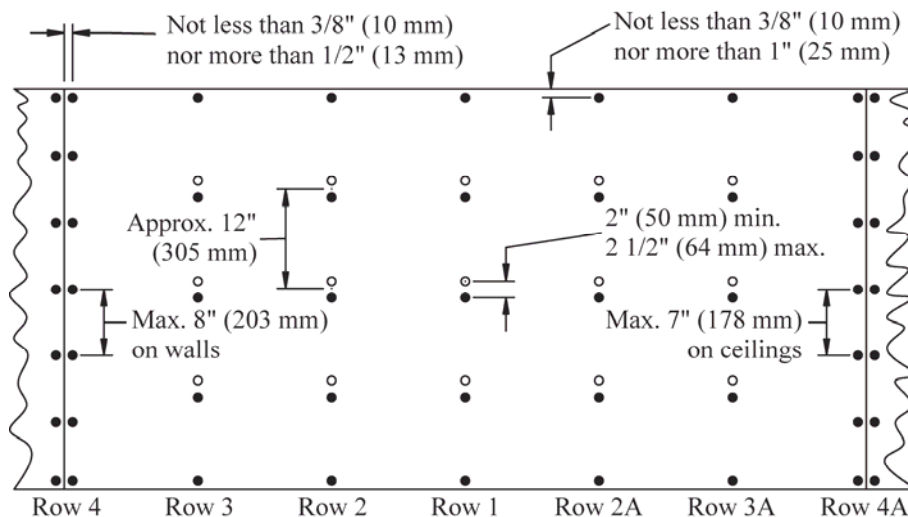 Not less than 3/8" (10 mm)
nor more than 1/2" (13 mm)
Not less than 3/8" (10 mm)
nor more than 1" (25 mm)
Approx. 12"
(305 mm)
2" (50 mm) min.
2 1/2" (64 mm) max.
Max. 8" (203 mm)
on walls
Max. 7" (178 mm)
on ceilings
Row 4 Row 3 Row 2 Row 1 Row 2A Row 3A Row 4A